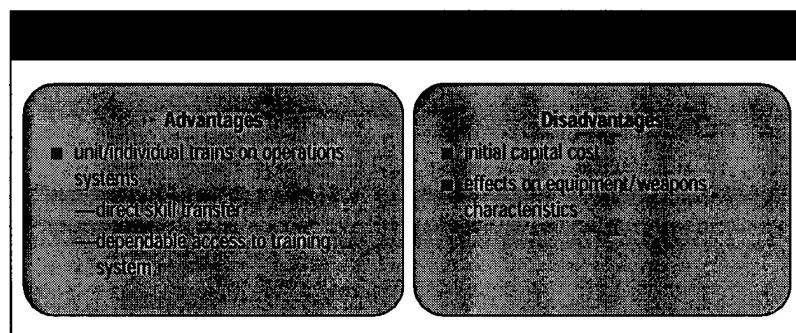 Advantages
■ unit/individual trains on operations
systems
—direct skill transfer
—dependable access to training
system
Disadvantages
■ initial capital cost
■ effects on equipment/weapons
characteristics